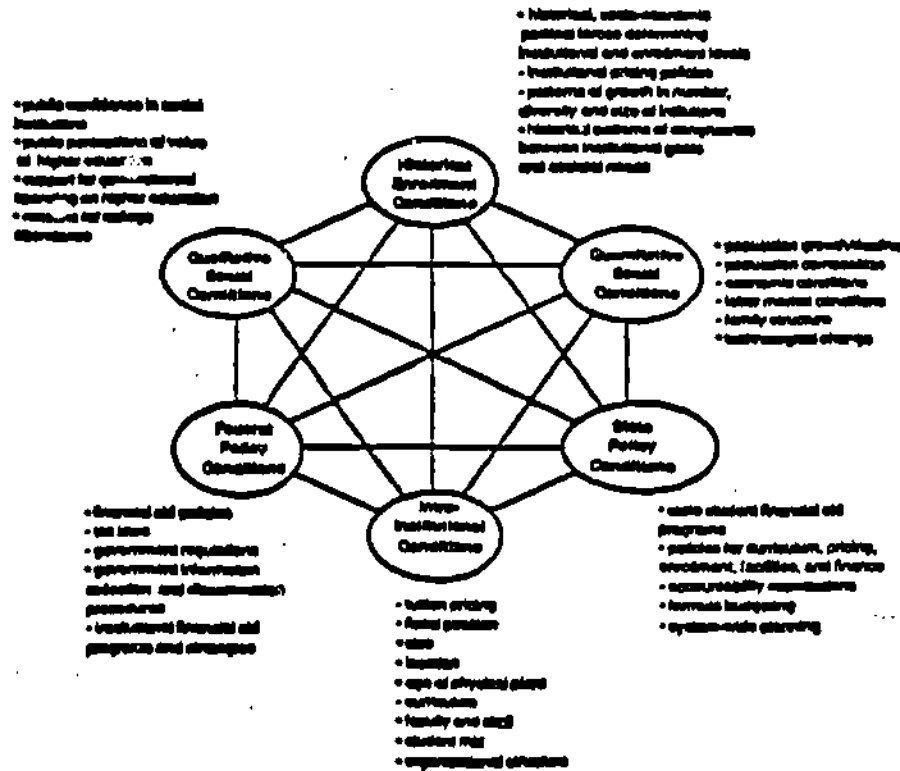 • historical, socio-economic
political forces determining
institutional and enrollment levels
- institutional pricing policies
- patterns of growth in number,
diversity and size of
• historical patterns of congruence
between institutional goals
and societal needs
• public confidence in social
institutions
• public perceptions of value
of higher education
• support for governmental
spending on higher education
• for college
attendance
Historical
Enrollment
Conditions
Qualitative
Social
Conditions
Quantitative
Social
Conditions
• population growth/
- population composition
- economic conditions
- labor market conditions
- family structure
• technological change
Federal
Policy
Conditions
State
Policy
Conditions
Intra-
Institutional
Conditions
• financial aid policies
- tax laws
- government regulations
• government information
collection and dissemination
procedures
• financial aid
programs and strategies
- state student financial aid
programs
• policies for curriculum, pricing,
enrollment, facilities, and finance
- accountability expectations
- formula budgeting
• system-wide planning
- tuition pricing
• position
• size
• location
• age of physical plant
- curriculum
• faculty and staff
• student mix
• organizational structure